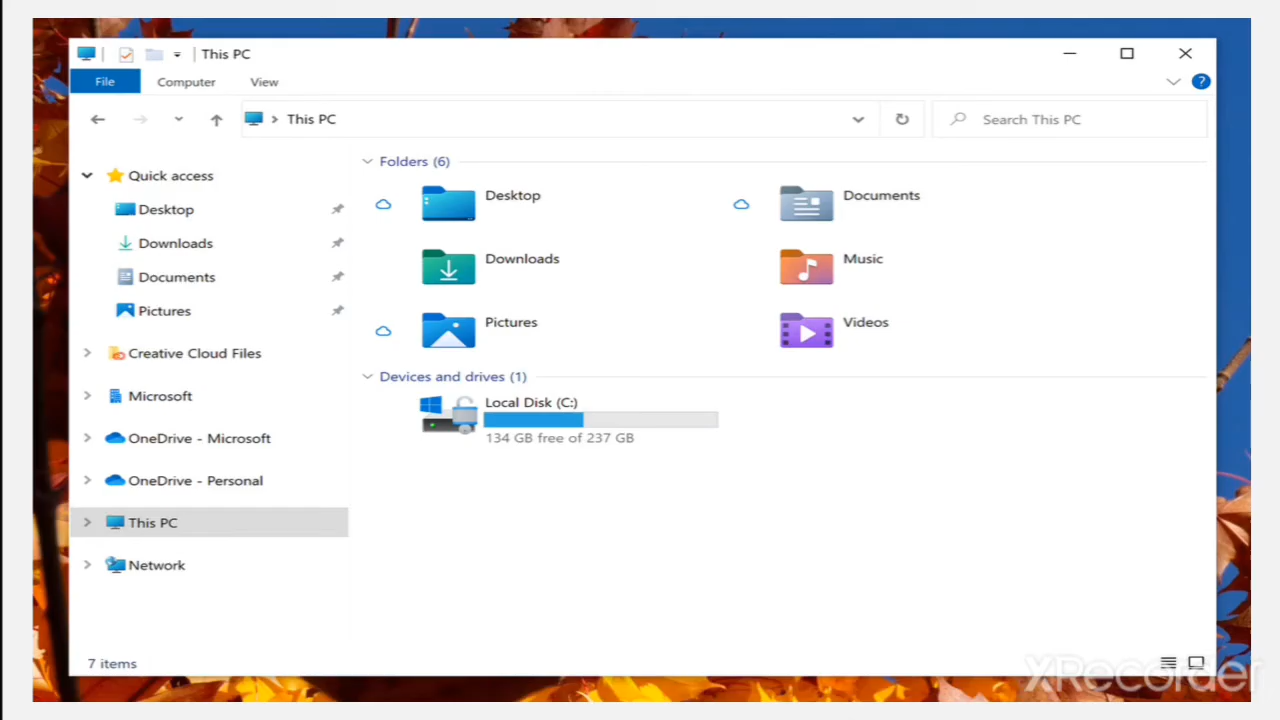 This PC
File Computer View
?
This PC
Search This PC
Quick access
Desktop
Downloads
Documents
Pictures
Creative Cloud Files
Microsoft
OneDrive - Microsoft
OneDrive - Personal
This PC
Network
Folders (6)
Desktop
Documents
Downloads
Music
Pictures
Videos
Devices and drives (1)
Local Disk (C:)
134 GB free of 237 GB
7 items
XRecorder